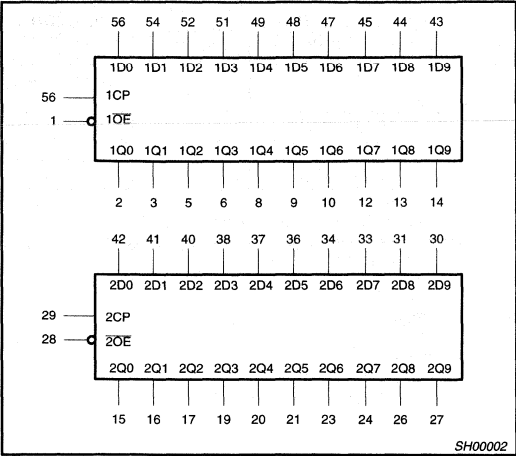 56 54 52 51 49 48 47 45 44 43
1D0 1D1 1D2 1D3 1D4 1D5 1D6 1D7 1D8 1D9
56 1CP
1 1OE
1Q0 1Q1 1Q2 1Q3 1Q4 1Q5 1Q6 1Q7 1Q8 1Q9
2 3 5 6 8 9 10 12 13 14
42 41 40 38 37 36 34 33 31 30
2D0 2D1 2D2 2D3 2D4 2D5 2D6 2D7 2D8 2D9
29 2CP
28 2OE
2Q0 2Q1 2Q2 2Q3 2Q4 2Q5 2Q6 2Q7 2Q8 2Q9
15 16 17 19 20 21 23 24 26 27
SH00002